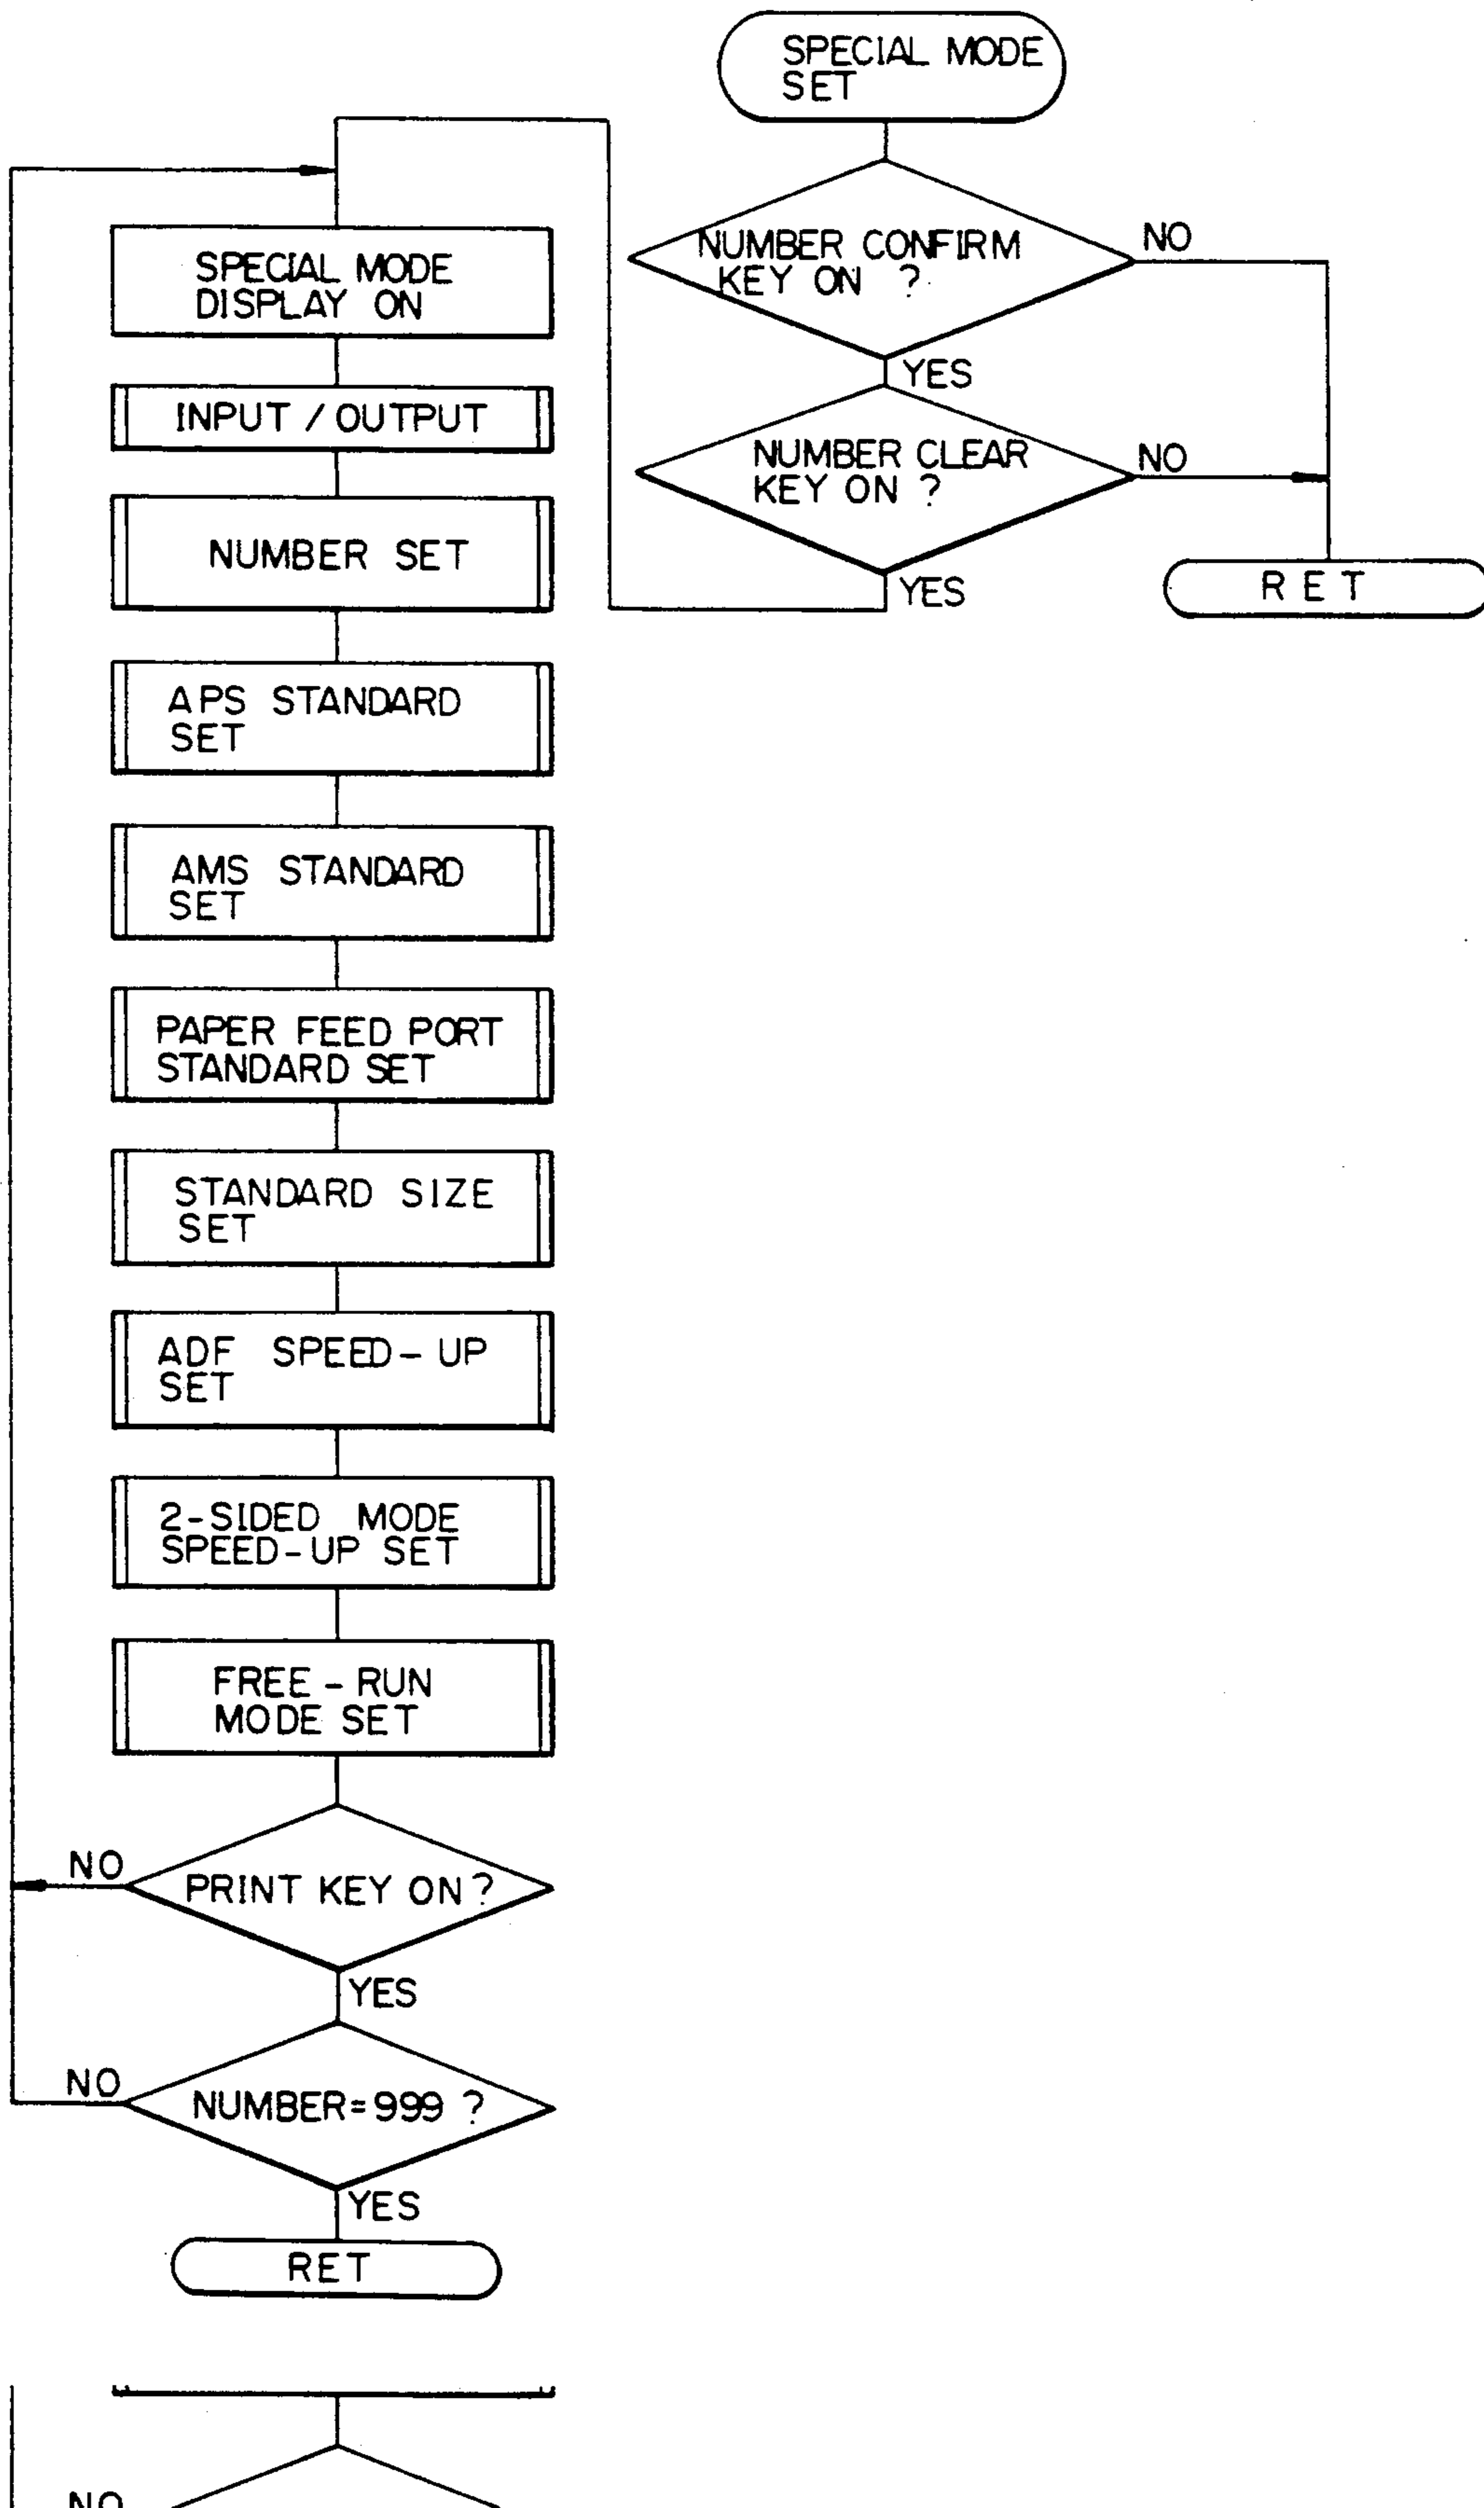 SPECIAL MODE
SET
NUMBER CONFIRM
KEY ON ?
NO
YES
NUMBER CLEAR
KEY ON ?
NO
YES
RET
SPECIAL MODE
DISPLAY ON
INPUT / OUTPUT
NUMBER SET
APS STANDARD
SET
AMS STANDARD
SET
PAPER FEED PORT
STANDARD SET
STANDARD SIZE
SET
ADF SPEED-UP
SET
2-SIDED MODE
SPEED-UP SET
FREE-RUN
MODE SET
NO
PRINT KEY ON ?
YES
NO
NUMBER=999 ?
YES
RET
NO